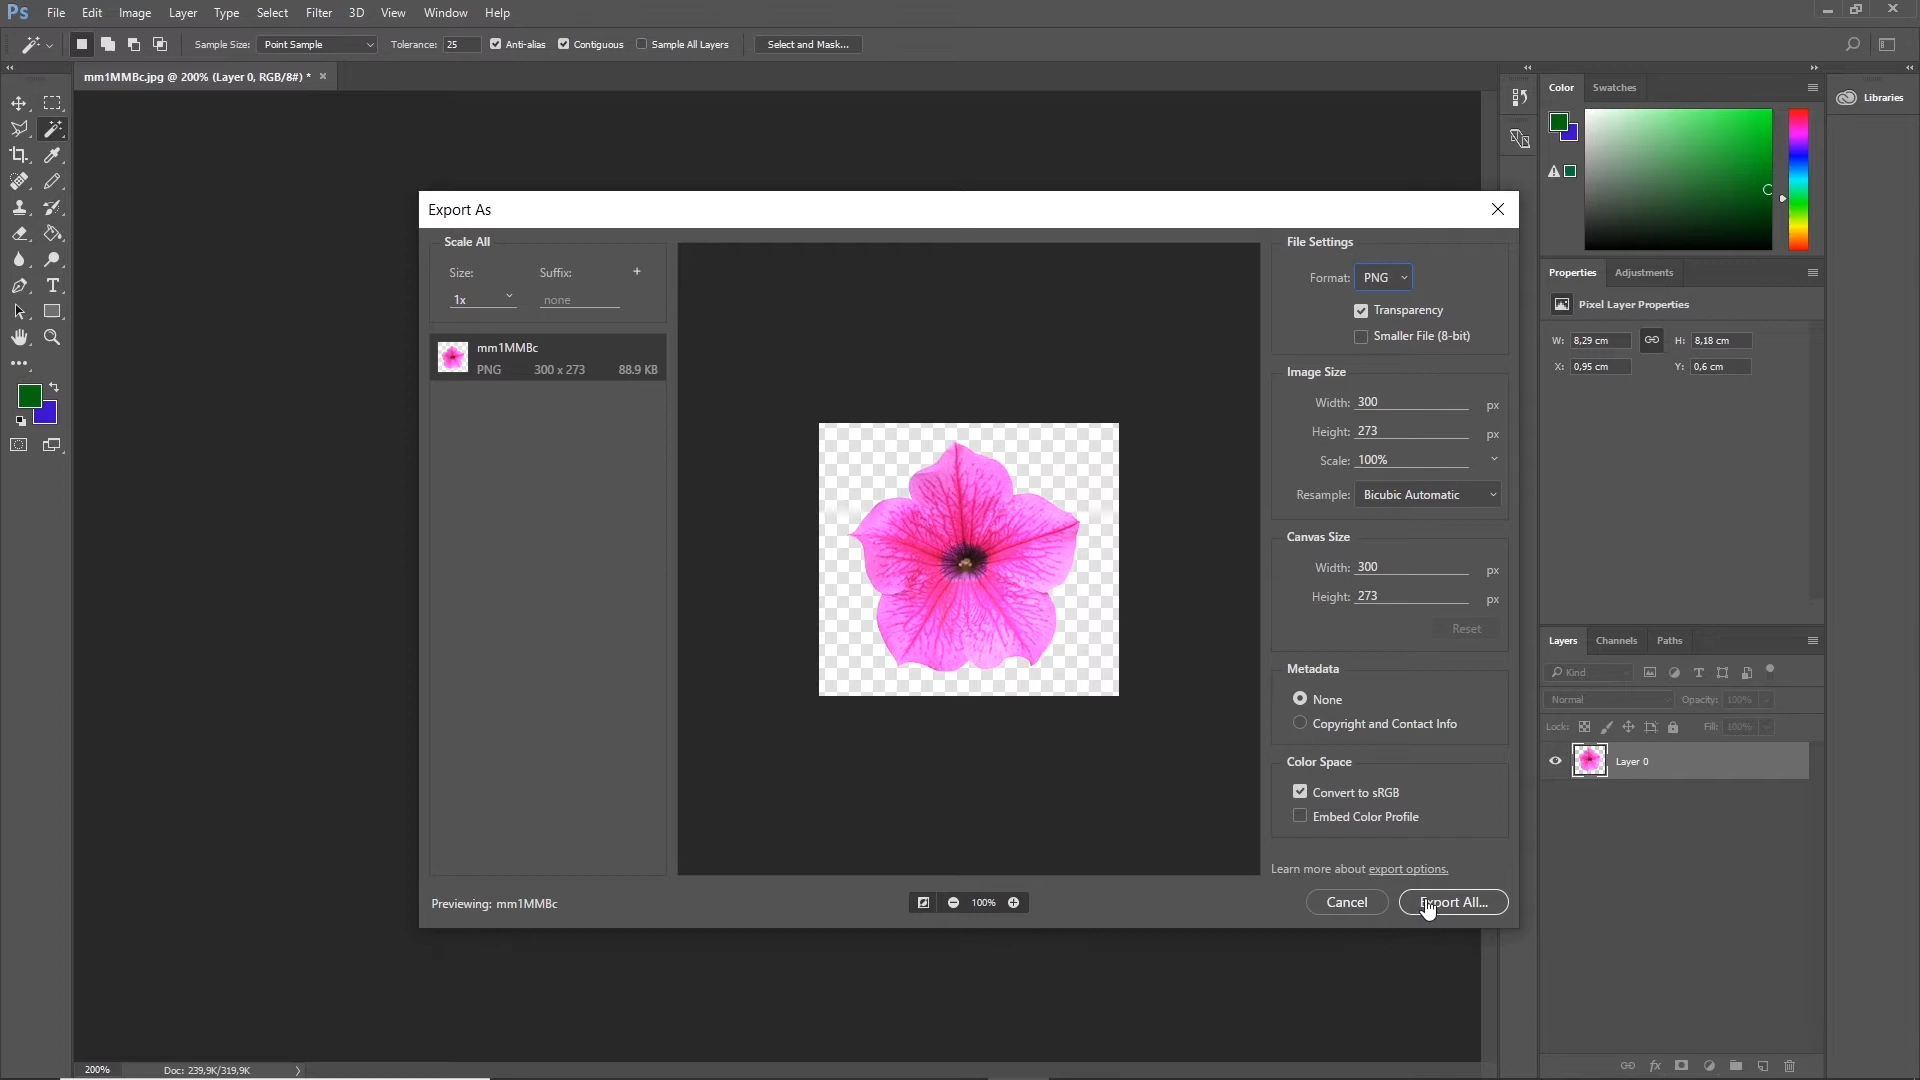 Ps File Edit Image Layer Type Select Filter 3D View Window Help
Sample Size: Point Sample Tolerance: 25 Anti-alias Contiguous Sample All Layers Select and Mask...
mm1MMBc.jpg @ 200% (Layer 0, RGB/8#) * ×
Color Swatches
Libraries
Export As
Scale All
Size: Suffix: +
1x none
mm1MMBc
PNG 300 x 273 88.9 KB
File Settings
Format: PNG
Transparency
Smaller File (8-bit)
Image Size
Width: 300 px
Height: 273 px
Scale: 100%
Resample: Bicubic Automatic
Canvas Size
Width: 300 px
Height: 273 px
Reset
Metadata
None
Copyright and Contact Info
Color Space
Convert to sRGB
Embed Color Profile
Learn more about export options.
Previewing: mm1MMBc
100%
Cancel Export All...
Properties Adjustments
Pixel Layer Properties
W: 8,29 cm H: 8,18 cm
X: 0,95 cm Y: 0,6 cm
Layers Channels Paths
Kind
Normal Opacity: 100%
Lock: Fill: 100%
Layer 0
fx
200% Doc: 239,9K/319,9K